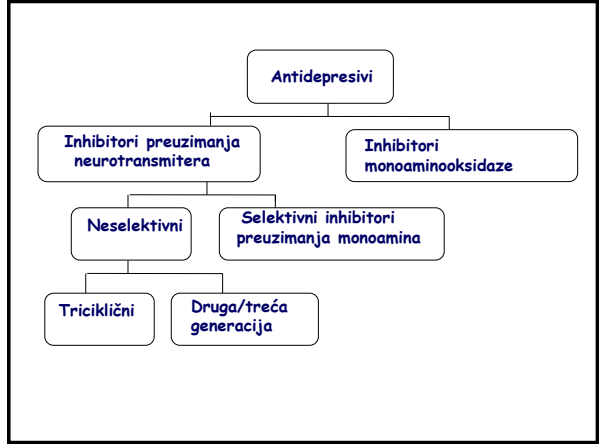 Antidepresivi
Inhibitori preuzimanja
neurotransmitera
Inhibitori
monoaminooksidaze
Neselektivni
Selektivni inhibitori
preuzimanja monoamina
Triciklični
Druga/treća
generacija